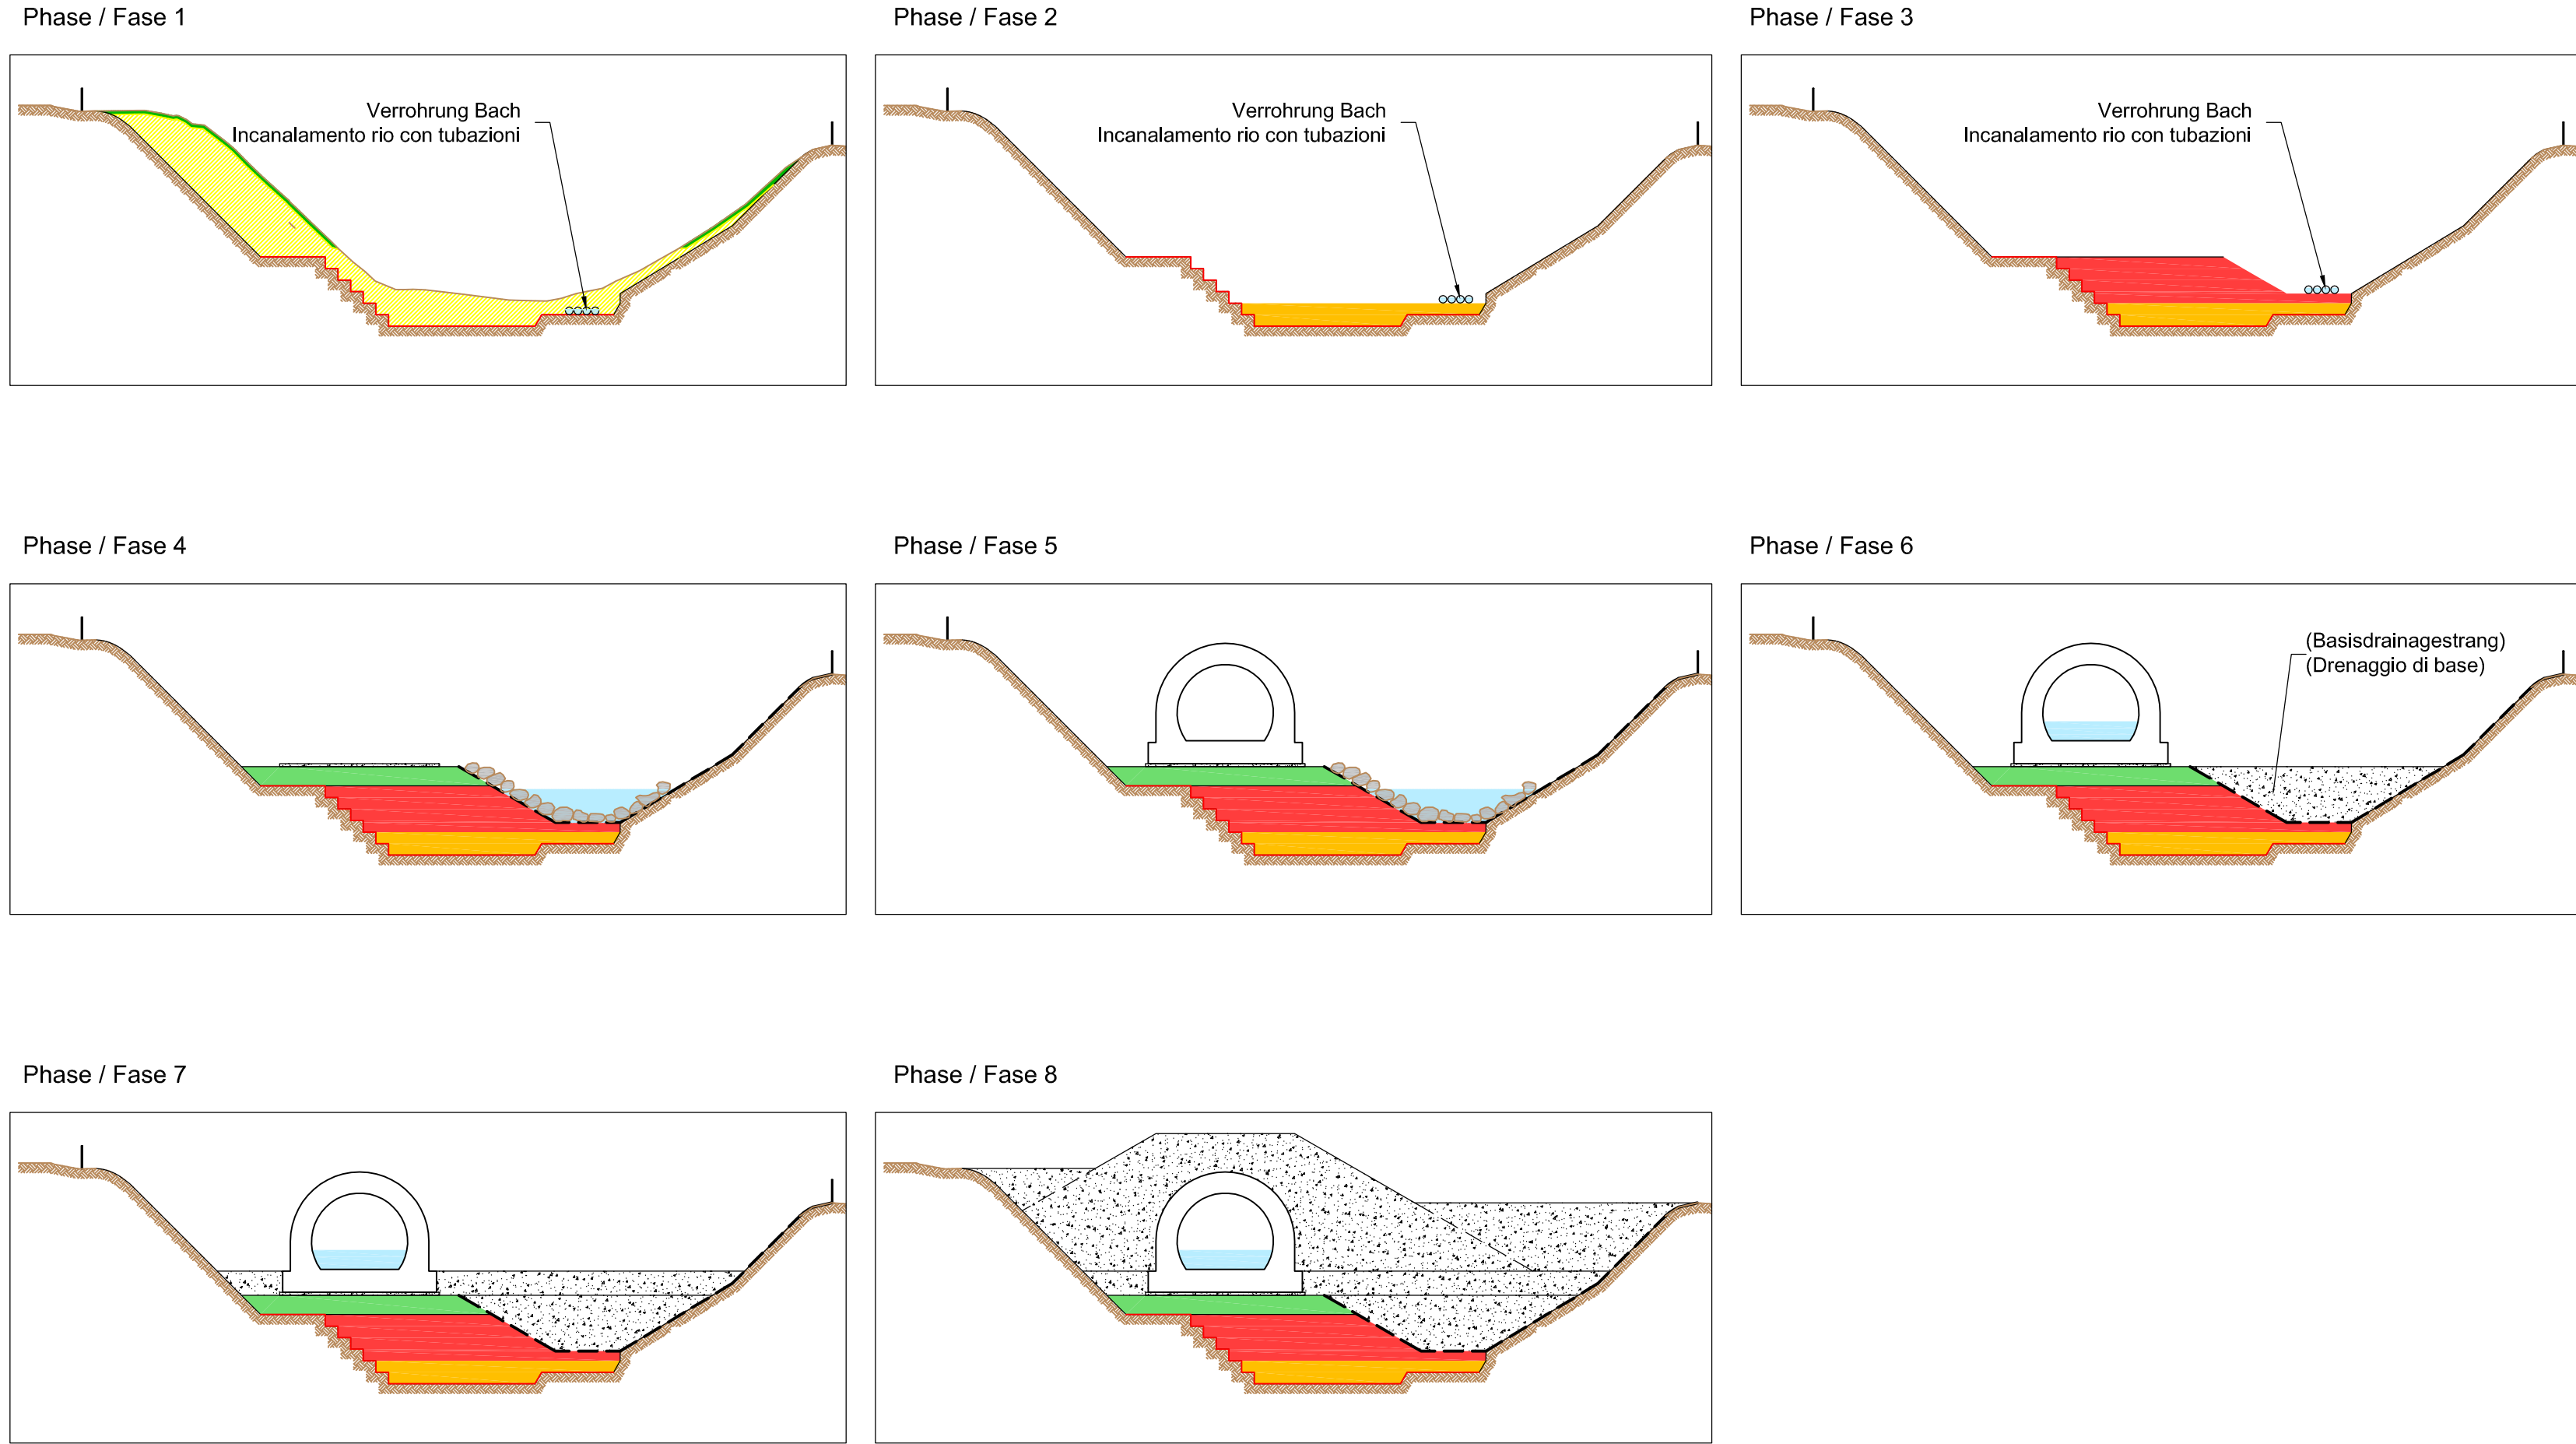 Phase / Fase 1
Verrohrung Bach
Incanalamento rio con tubazioni
Phase / Fase 2
Verrohrung Bach
Incanalamento rio con tubazioni
Phase / Fase 3
Verrohrung Bach
Incanalamento rio con tubazioni
Phase / Fase 4
Phase / Fase 5
Phase / Fase 6
(Basisdrainagestrang)
(Drenaggio di base)
Phase / Fase 7
Phase / Fase 8